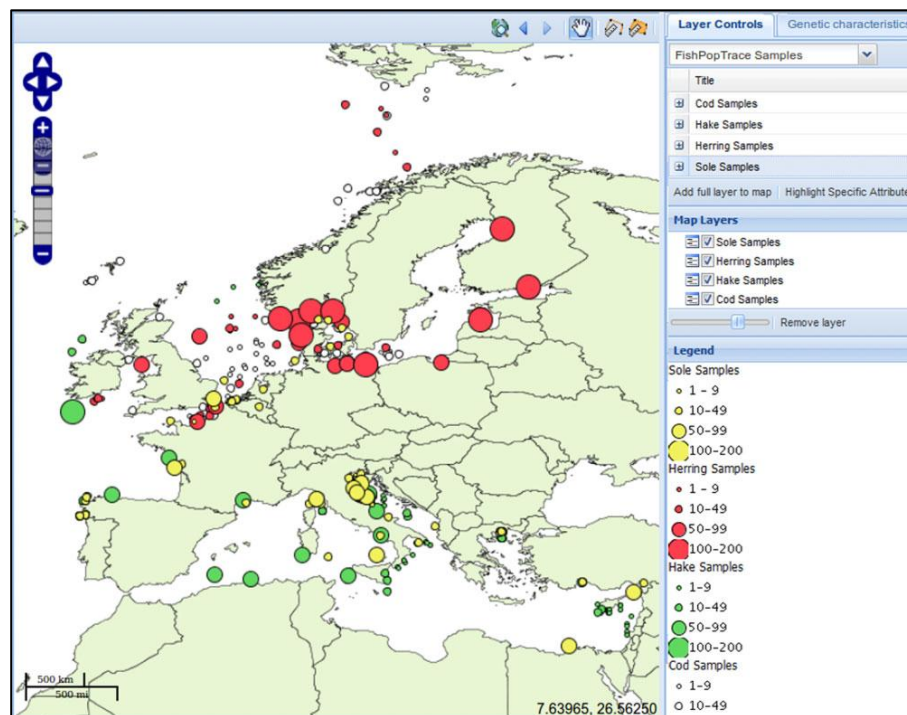 Layer Controls
Genetic characteristics
FishPopTrace Samples
Title
Cod Samples
Hake Samples
Herring Samples
Sole Samples
Add full layer to map
Highlight Specific Attribute
Map Layers
Sole Samples
Herring Samples
Hake Samples
Cod Samples
Remove layer
Legend
Sole Samples
1 - 9
10-49
50-99
100-200
Herring Samples
1 - 9
10-49
50-99
100-200
Hake Samples
1-9
10-49
50-99
100-200
Cod Samples
1-9
10-49
500 km
500 mi
7.63965, 26.56250